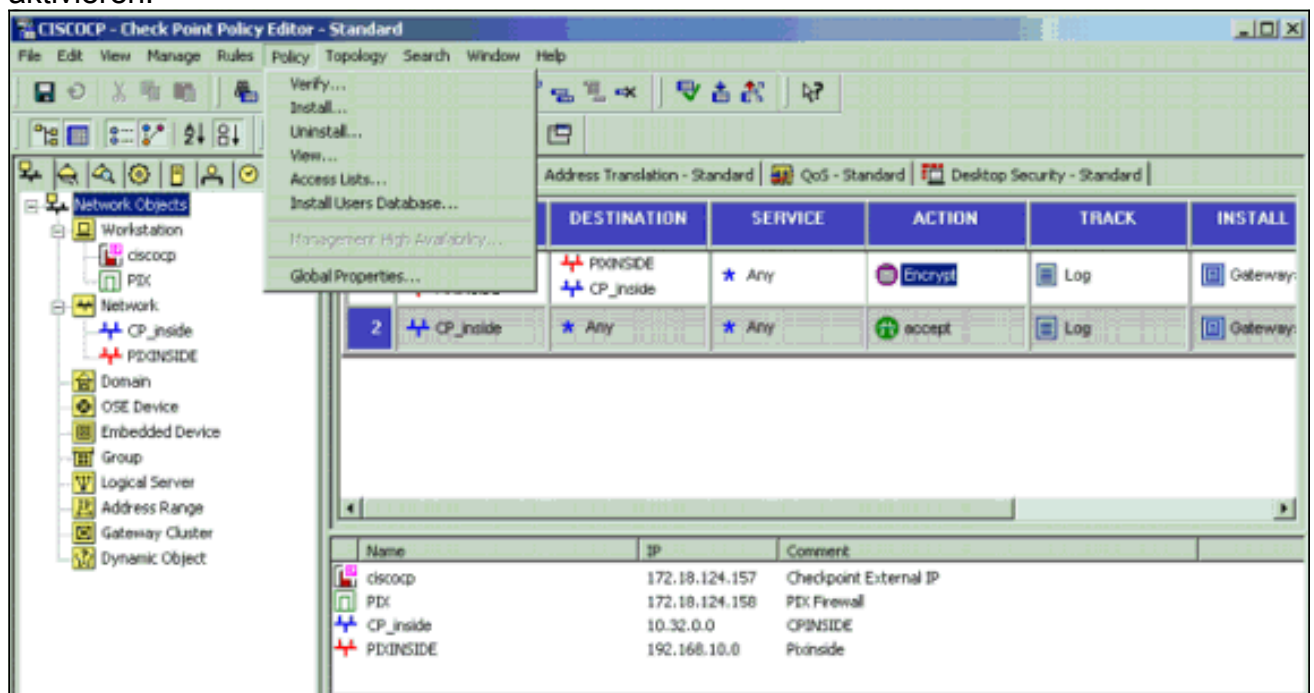 aktivieren.
CISCOCP - Check Point Policy Editor - Standard
File Edit View Manage Rules Policy Topology Search Window Help
Verify...
Install...
Uninstall...
View...
Access Lists...
Install Users Database...
Management High Availability...
Global Properties...
Address Translation - Standard QoS - Standard Desktop Security - Standard
Network Objects
Workstation
ciscocp
PIX
Network
CP_inside
PIXINSIDE
Domain
OSE Device
Embedded Device
Group
Logical Server
Address Range
Gateway Cluster
Dynamic Object
DESTINATION SERVICE ACTION TRACK INSTALL
PIXINSIDE
CP_inside
Any Encrypt Log Gateways
2 CP_inside Any Any accept Log Gateways
Name IP Comment
ciscocp 172.18.124.157 Checkpoint External IP
PIX 172.18.124.158 PIX Firewall
CP_inside 10.32.0.0 CPINSIDE
PIXINSIDE 192.168.10.0 Pixinside